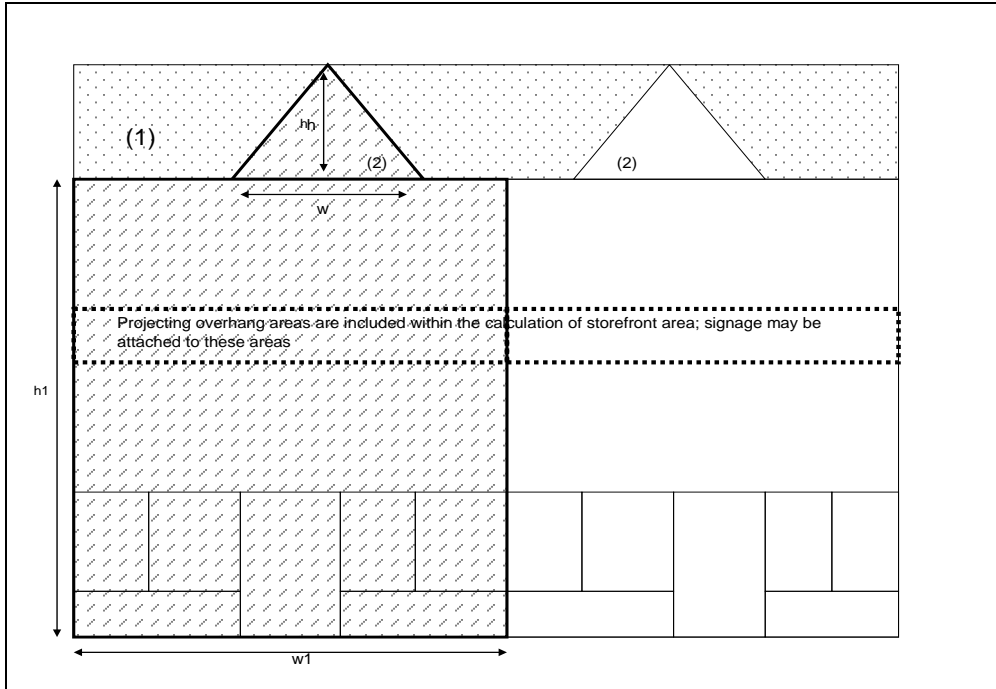 (1)
hh
(2)
(2)
w
Projecting overhang areas are included within the calculation of storefront area; signage may be
attached to these areas
h1
w1